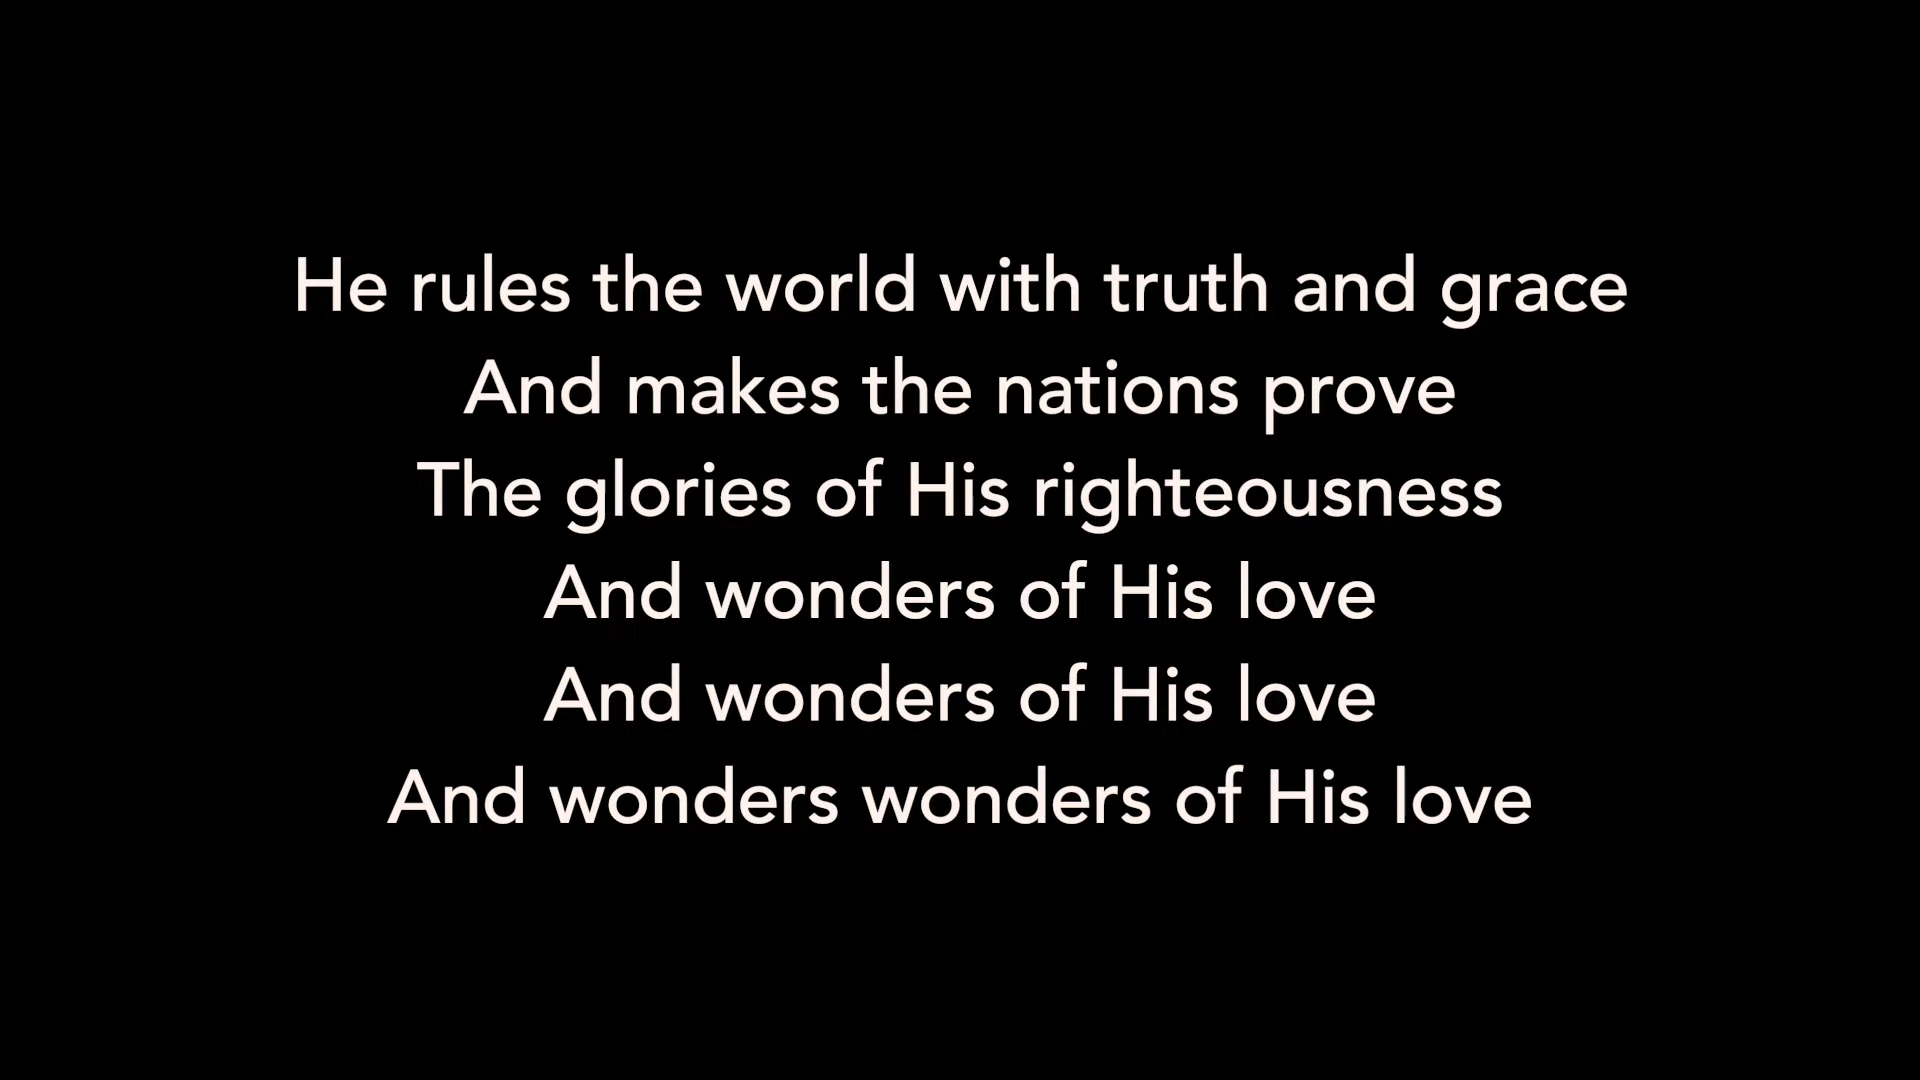 He rules the world with truth and grace
And makes the nations prove
The glories of His righteousness
And wonders of His love
And wonders of His love
And wonders wonders of His love